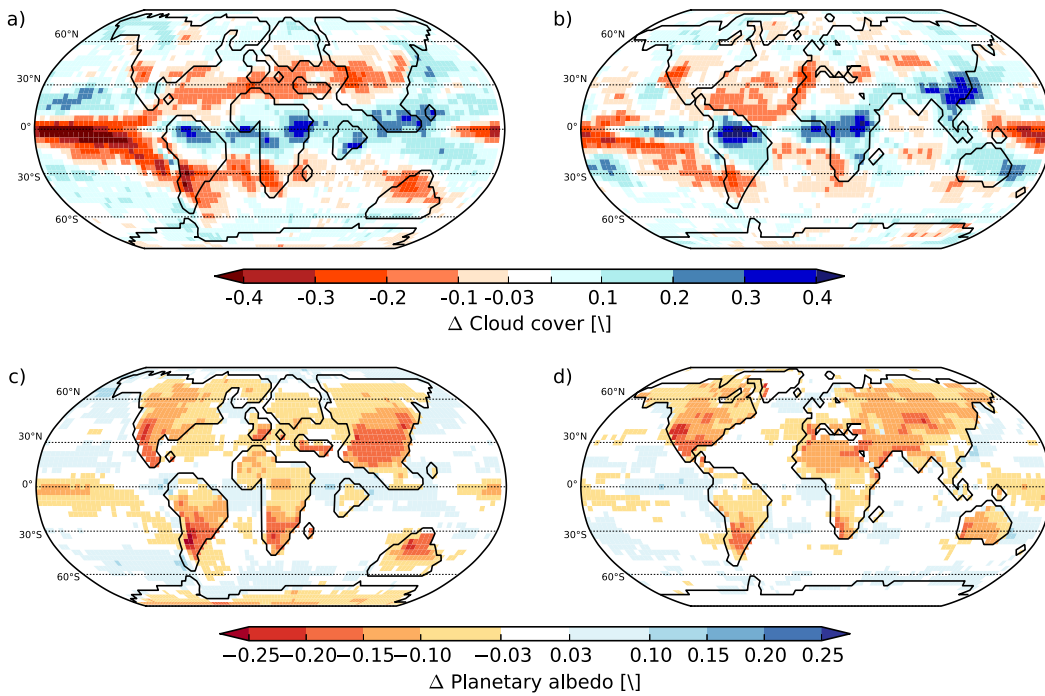 a)
b)
60°N
60°N
30°N
30°N
0°
0°
30°S
30°S
60°S
60°S
-0.4 -0.3 -0.2 -0.1 -0.03 0.1 0.2 0.3 0.4
Δ Cloud cover [\]
c)
d)
60°N
60°N
30°N
30°N
0°
0°
30°S
30°S
60°S
60°S
−0.25 −0.20 −0.15 −0.10 −0.03 0.03 0.10 0.15 0.20 0.25
Δ Planetary albedo [\]